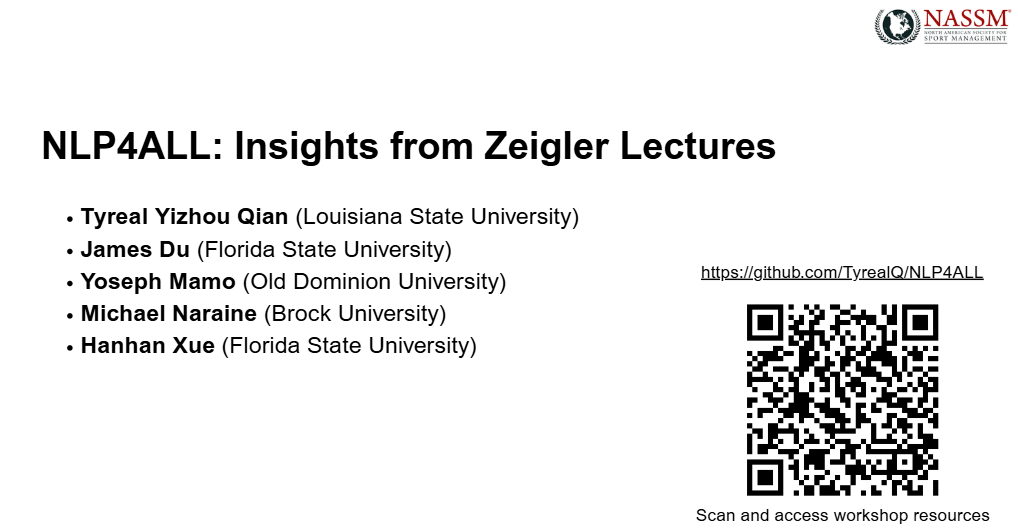 NASSM
NORTH AMERICAN SOCIETY FOR
SPORT MANAGEMENT
NLP4ALL: Insights from Zeigler Lectures
• Tyreal Yizhou Qian (Louisiana State University)
• James Du (Florida State University)
• Yoseph Mamo (Old Dominion University)
• Michael Naraine (Brock University)
• Hanhan Xue (Florida State University)
https://github.com/TyrealQ/NLP4ALL
Scan and access workshop resources